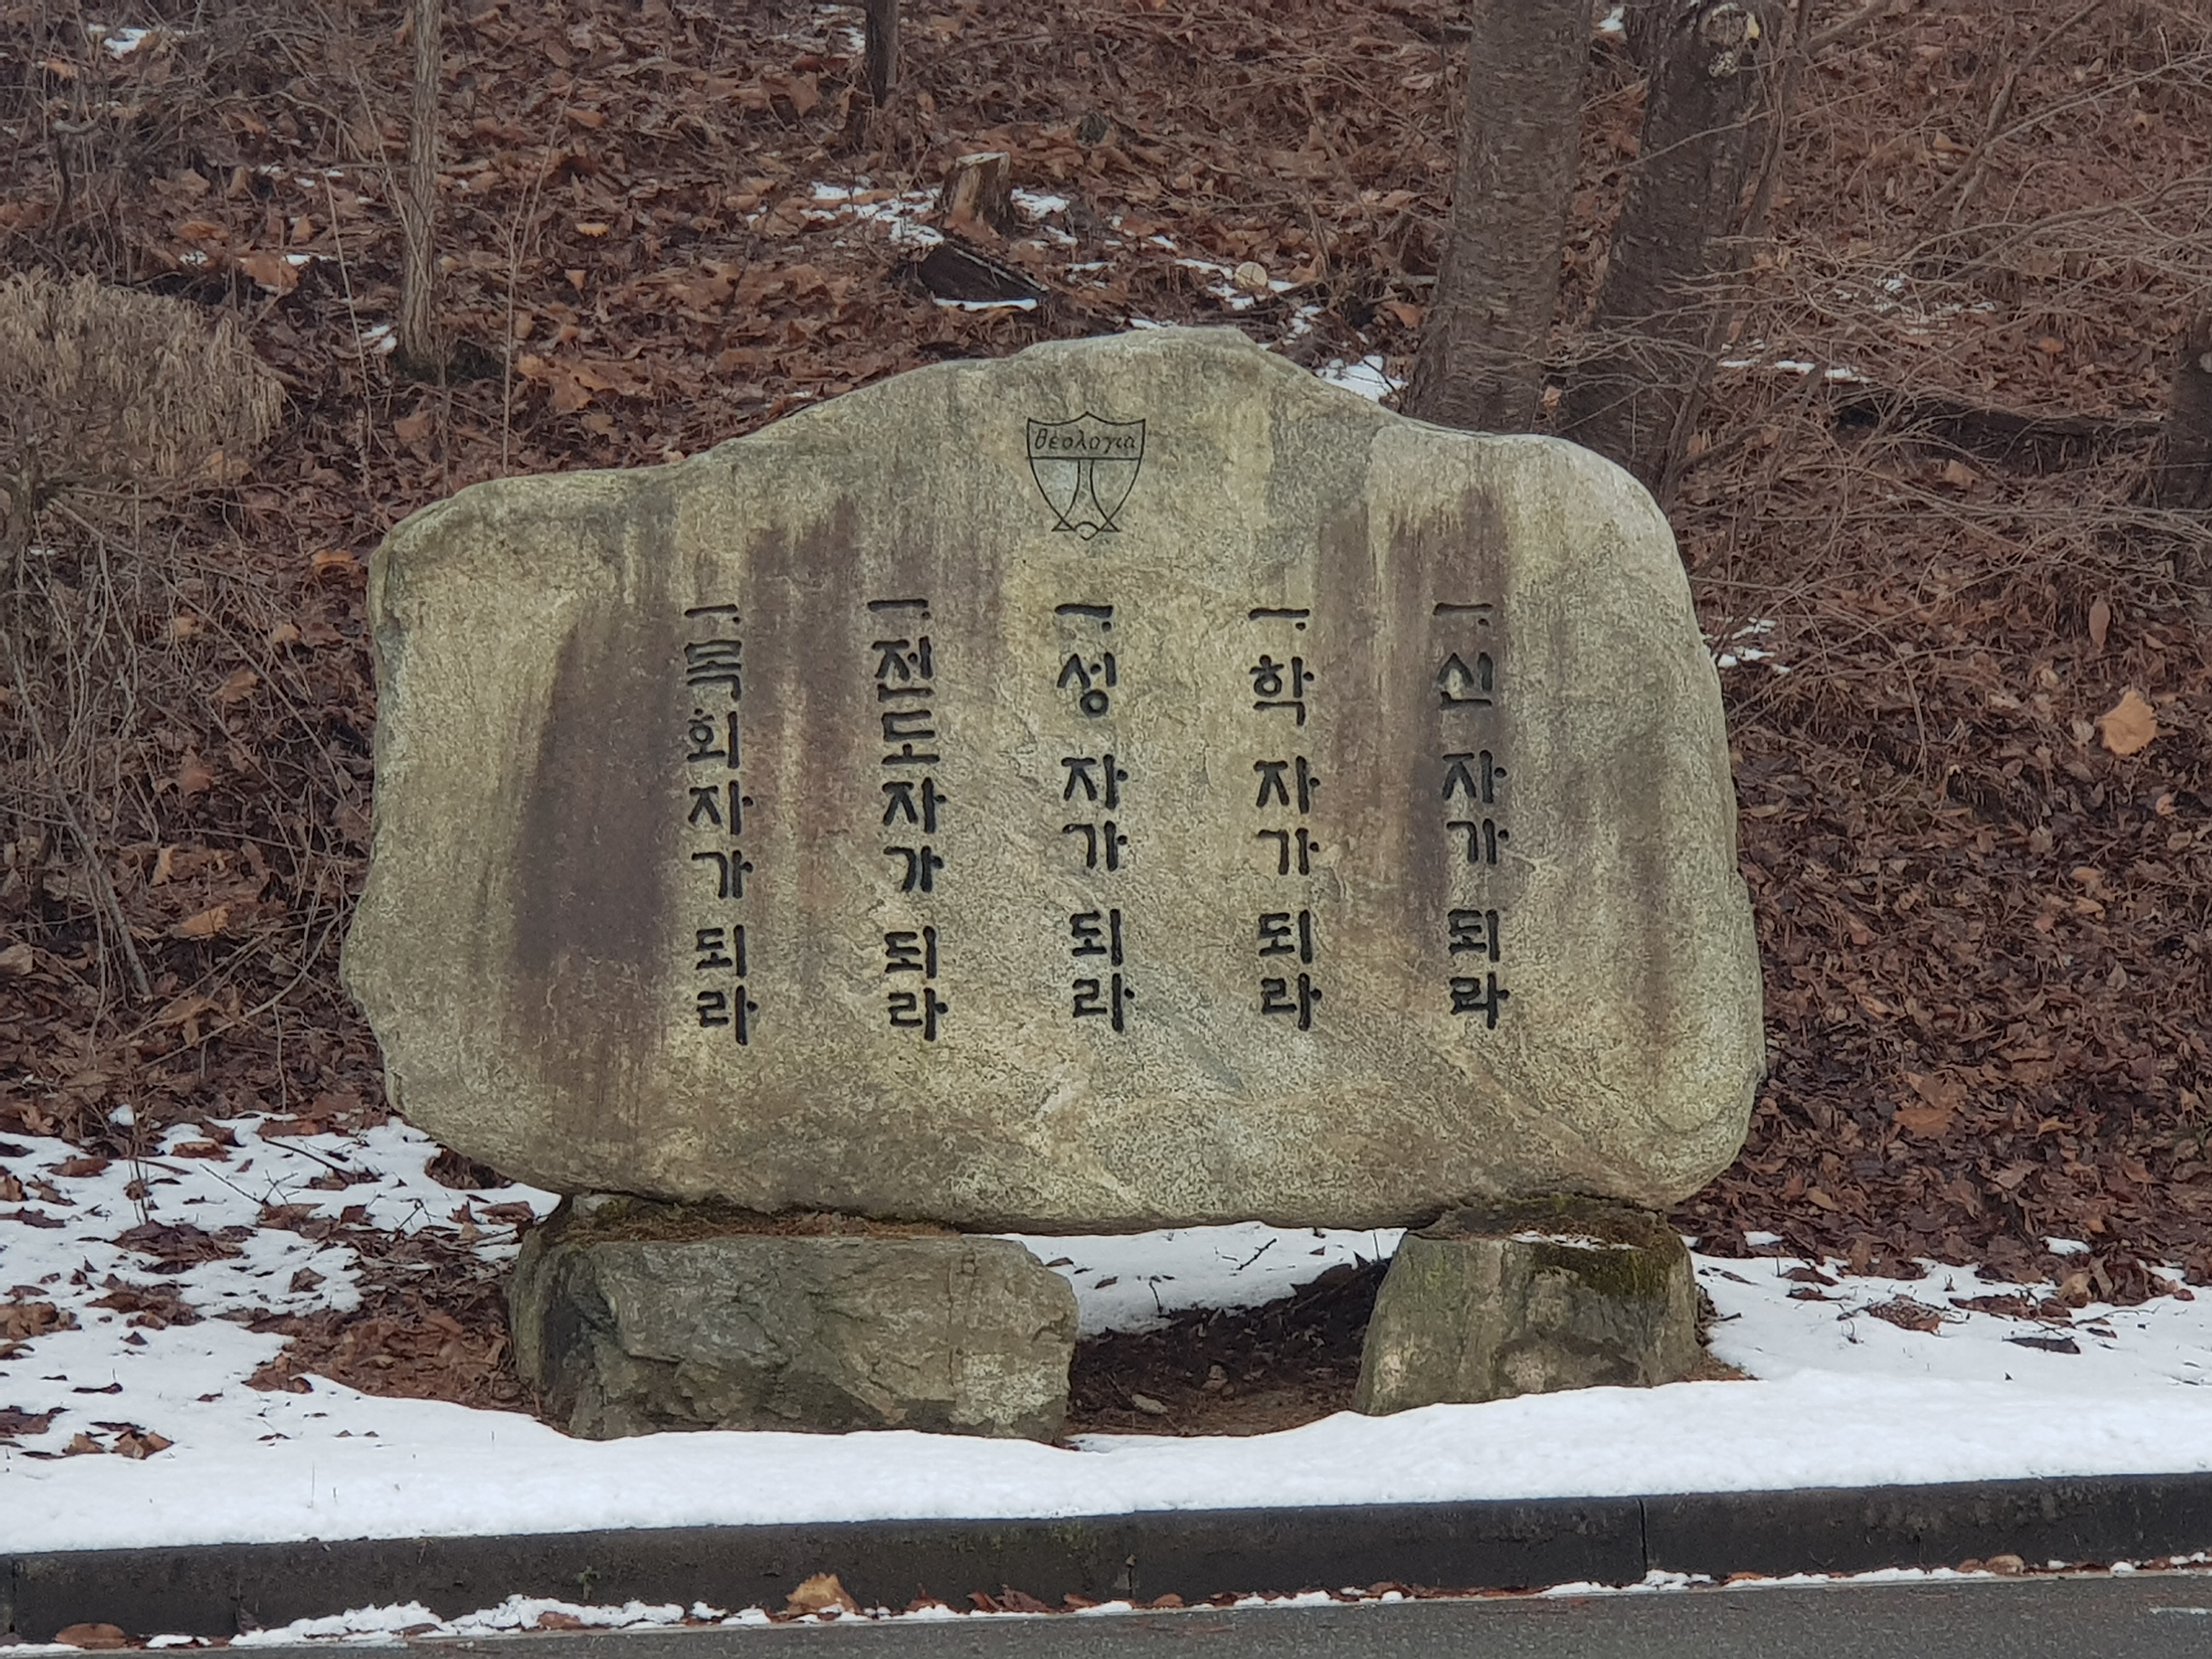 θεολογια
一. 신자가 되라
一. 학자가 되라
一. 성자가 되라
一. 전도자가 되라
一. 목회자가 되라